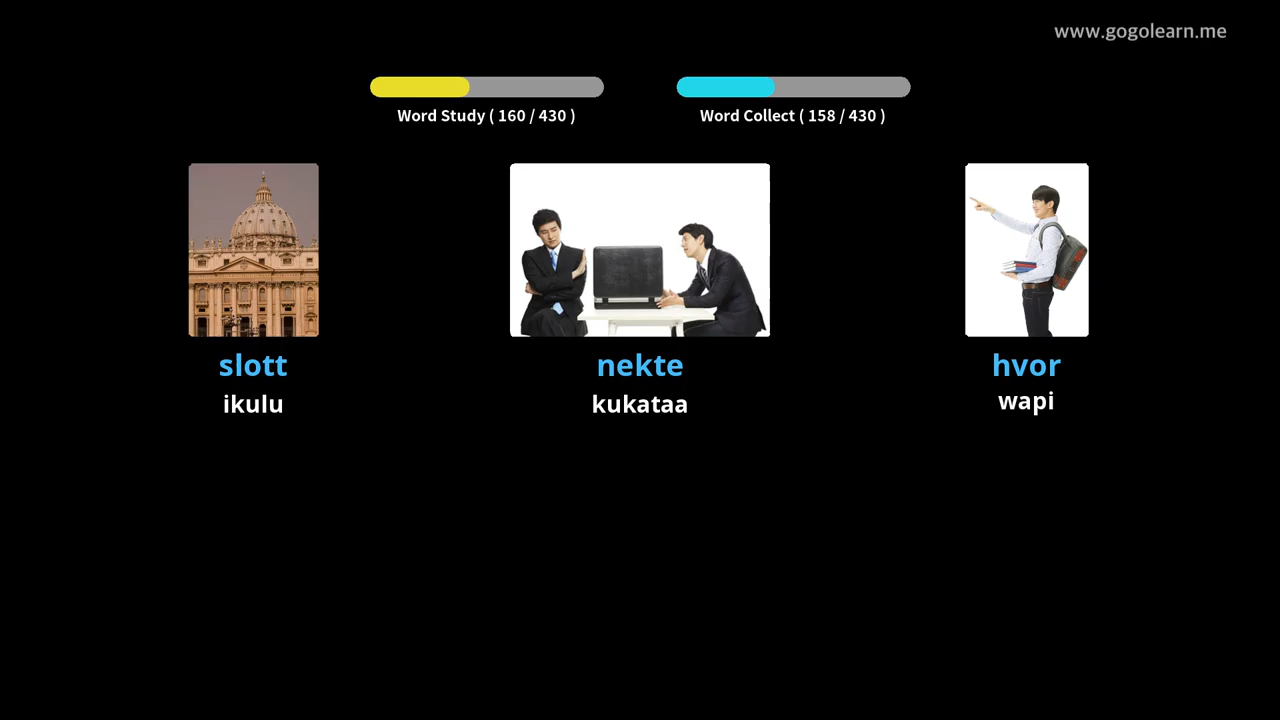 www.gogolearn.me
Word Study ( 160 / 430 )
Word Collect ( 158 / 430 )
slott
nekte
hvor
ikulu
kukataa
wapi